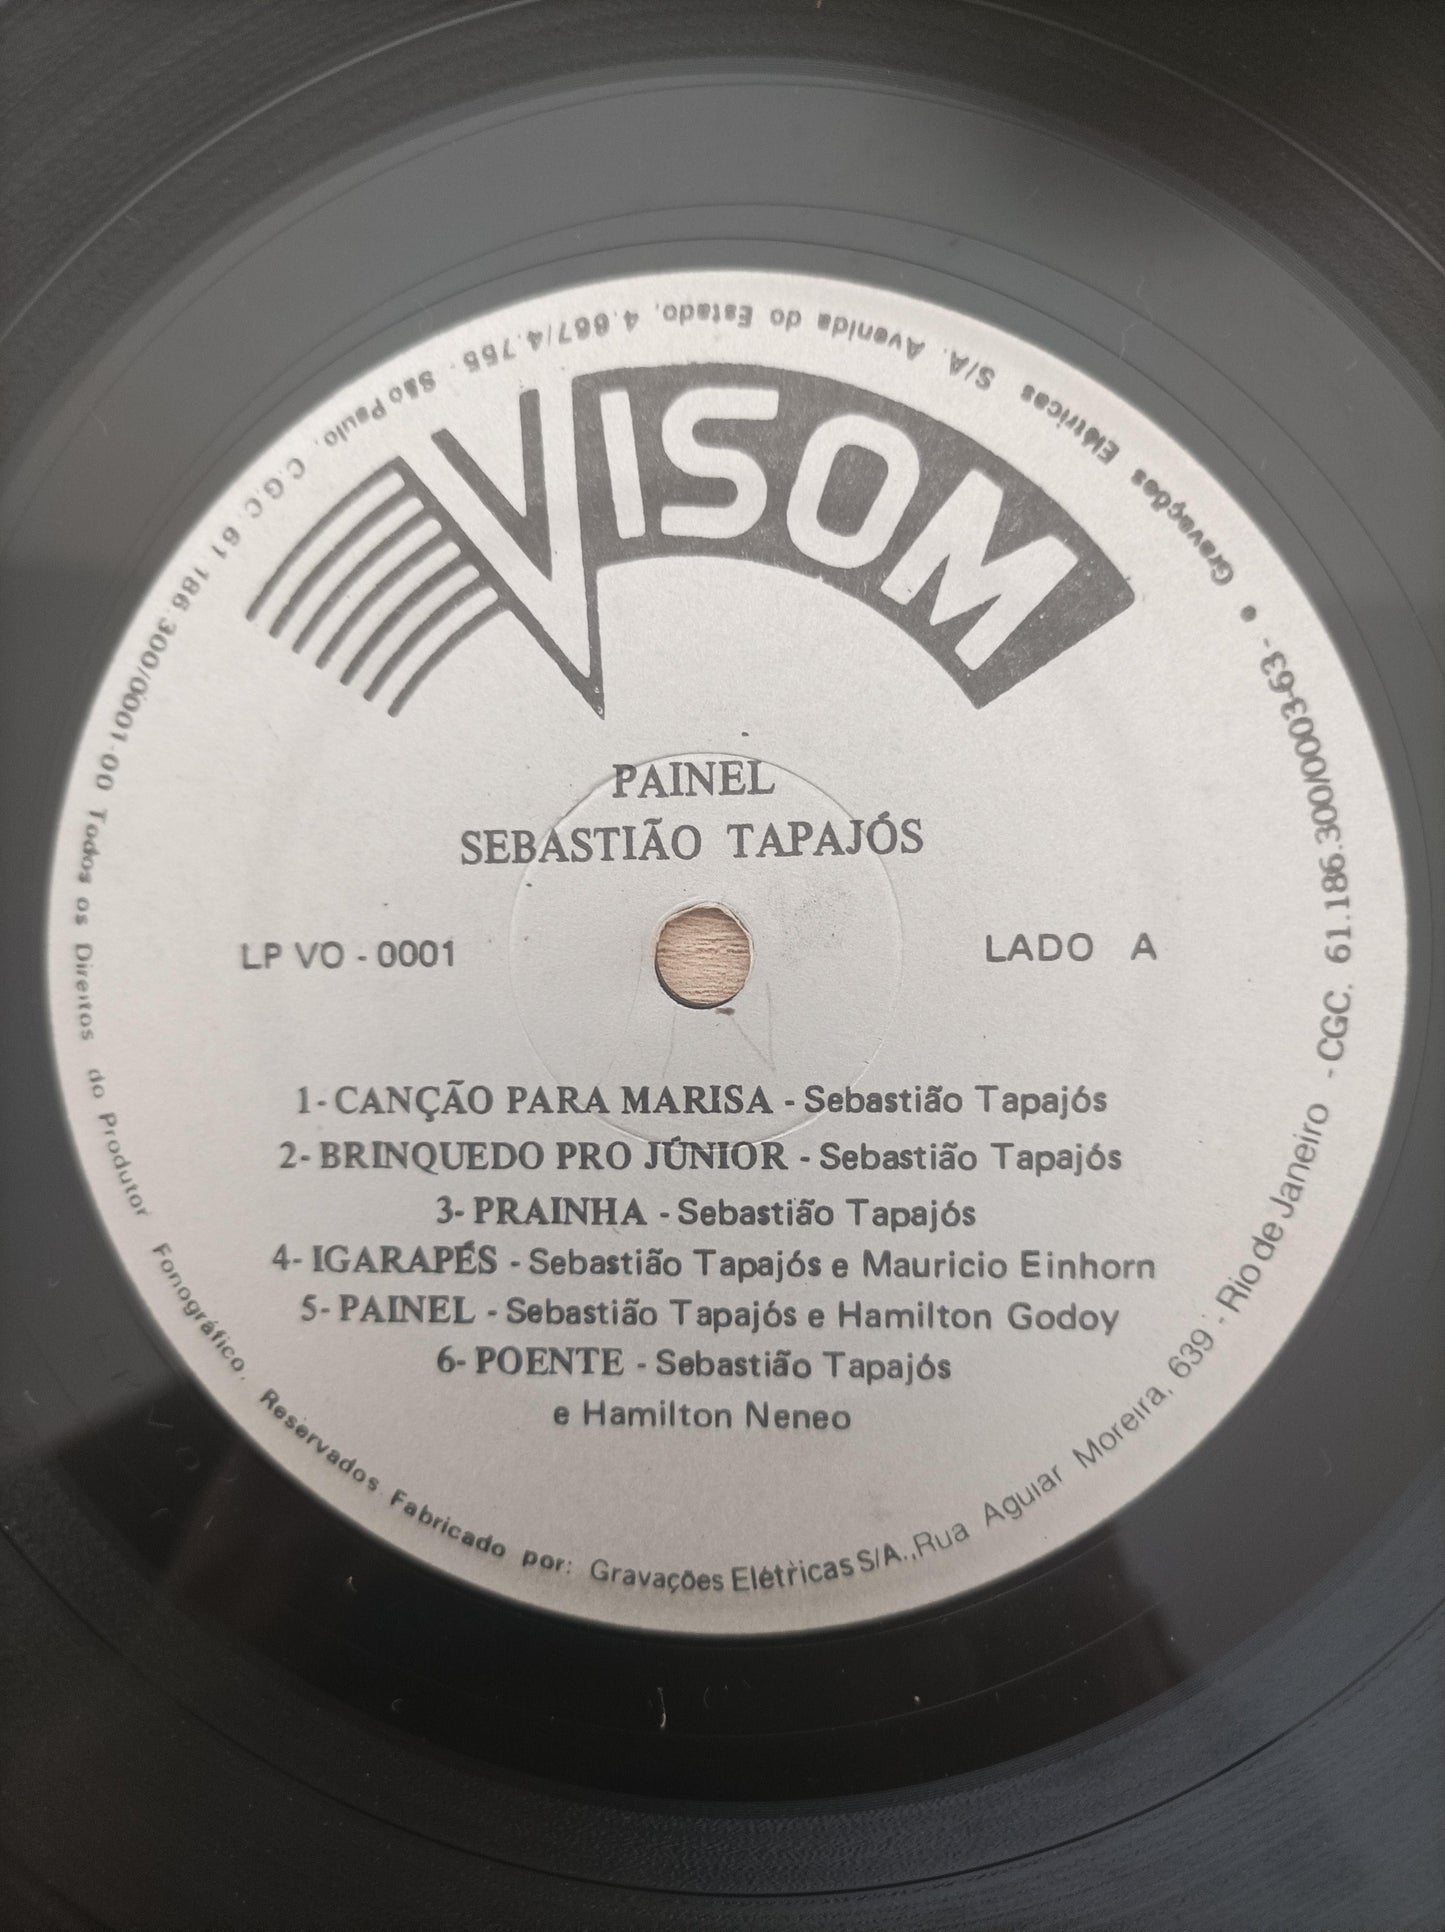 VISOM
PAINEL
SEBASTIÃO TAPAJÓS
LP VO - 0001
LADO A
1- CANÇÃO PARA MARISA - Sebastião Tapajós
2- BRINQUEDO PRO JÚNIOR - Sebastião Tapajós
3- PRAINHA - Sebastião Tapajós
4- IGARAPÉS - Sebastião Tapajós e Mauricio Einhorn
5- PAINEL - Sebastião Tapajós e Hamilton Godoy
6- POENTE - Sebastião Tapajós
e Hamilton Neneo
• Gravações Elétricas S/A. Avenida do Estado, 4.667/4.755 - São Paulo, C.G.C. 61.186.300/0001-00 Todos os Direitos do Produtor Fonográfico. Reservados Fabricado por: Gravações Elétricas S/A., Rua Aguiar Moreira, 639 - Rio de Janeiro - CGC. 61.186.300/0003-63 -